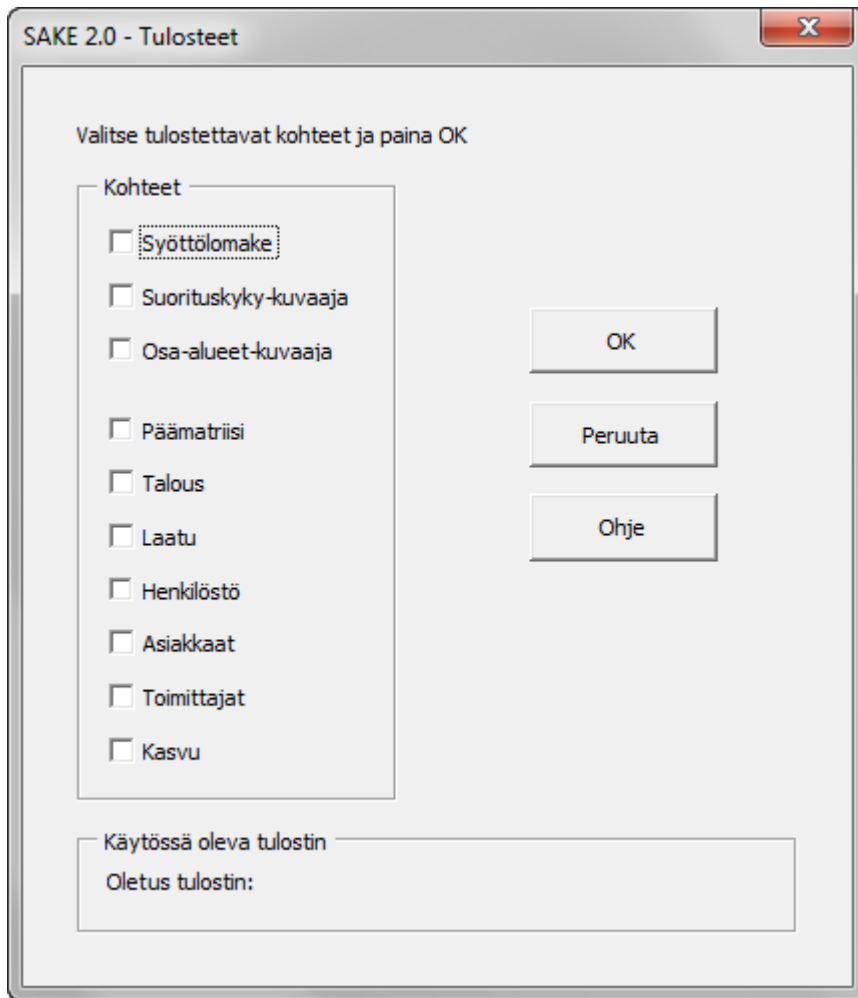 SAKE 2.0 - Tulosteet
Valitse tulostettavat kohteet ja paina OK
Kohteet
Syöttölomake
Suorituskyky-kuvaaja
Osa-alueet-kuvaaja
Päämatriisi
Talous
Laatu
Henkilöstö
Asiakkaat
Toimittajat
Kasvu
OK
Peruuta
Ohje
Käytössä oleva tulostin
Oletus tulostin: